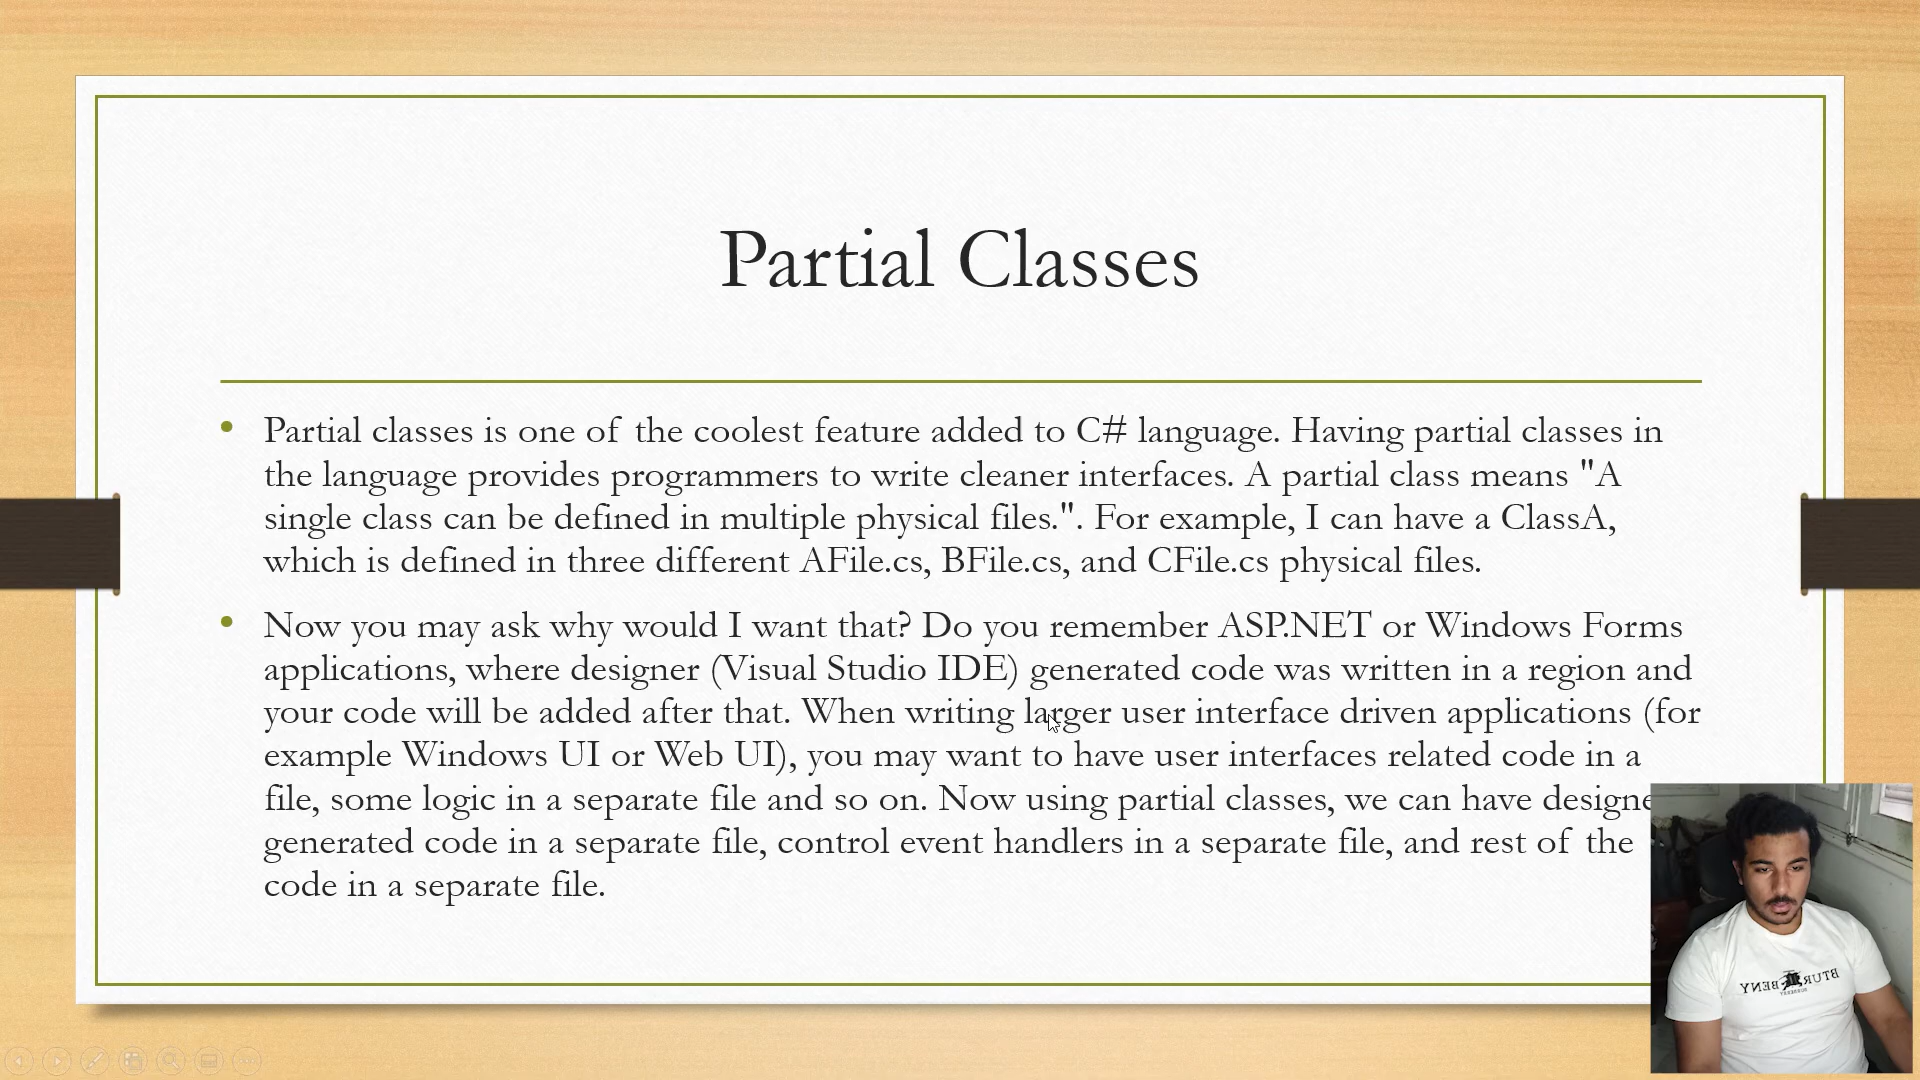 Partial Classes
• Partial classes is one of the coolest feature added to C# language. Having partial classes in
the language provides programmers to write cleaner interfaces. A partial class means "A
single class can be defined in multiple physical files.". For example, I can have a ClassA,
which is defined in three different AFile.cs, BFile.cs, and CFile.cs physical files.
• Now you may ask why would I want that? Do you remember ASP.NET or Windows Forms
applications, where designer (Visual Studio IDE) generated code was written in a region and
your code will be added after that. When writing larger user interface driven applications (for
example Windows UI or Web UI), you may want to have user interfaces related code in a
file, some logic in a separate file and so on. Now using partial classes, we can have designe
generated code in a separate file, control event handlers in a separate file, and rest of the
code in a separate file.